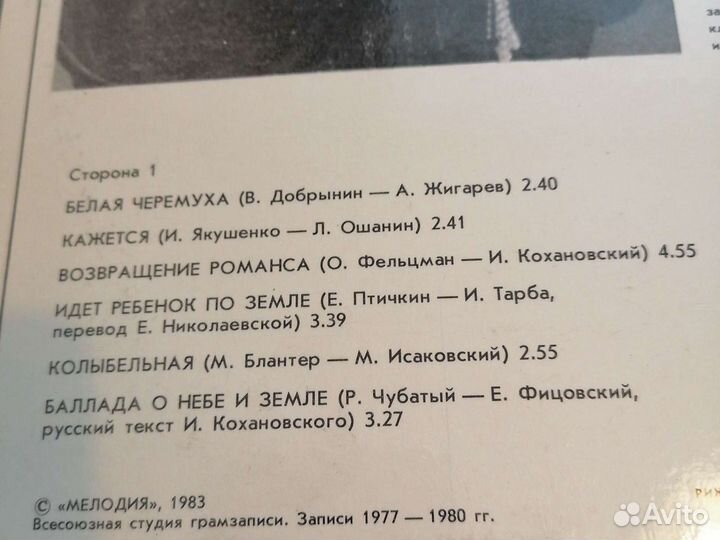 Сторона 1
БЕЛАЯ ЧЕРЕМУХА (В. Добрынин — А. Жигарев) 2.40
КАЖЕТСЯ (И. Якушенко — Л. Ошанин) 2.41
ВОЗВРАЩЕНИЕ РОМАНСА (О. Фельцман — И. Кохановский) 4.55
ИДЕТ РЕБЕНОК ПО ЗЕМЛЕ (Е. Птичкин — И. Тарба,
перевод Е. Николаевской) 3.39
КОЛЫБЕЛЬНАЯ (М. Блантер — М. Исаковский) 2.55
БАЛЛАДА О НЕБЕ И ЗЕМЛЕ (Р. Чубатый — Е. Фицовский,
русский текст И. Кохановского) 3.27
© «МЕЛОДИЯ», 1983
Всесоюзная студия грамзаписи. Записи 1977 — 1980 гг.
Avito